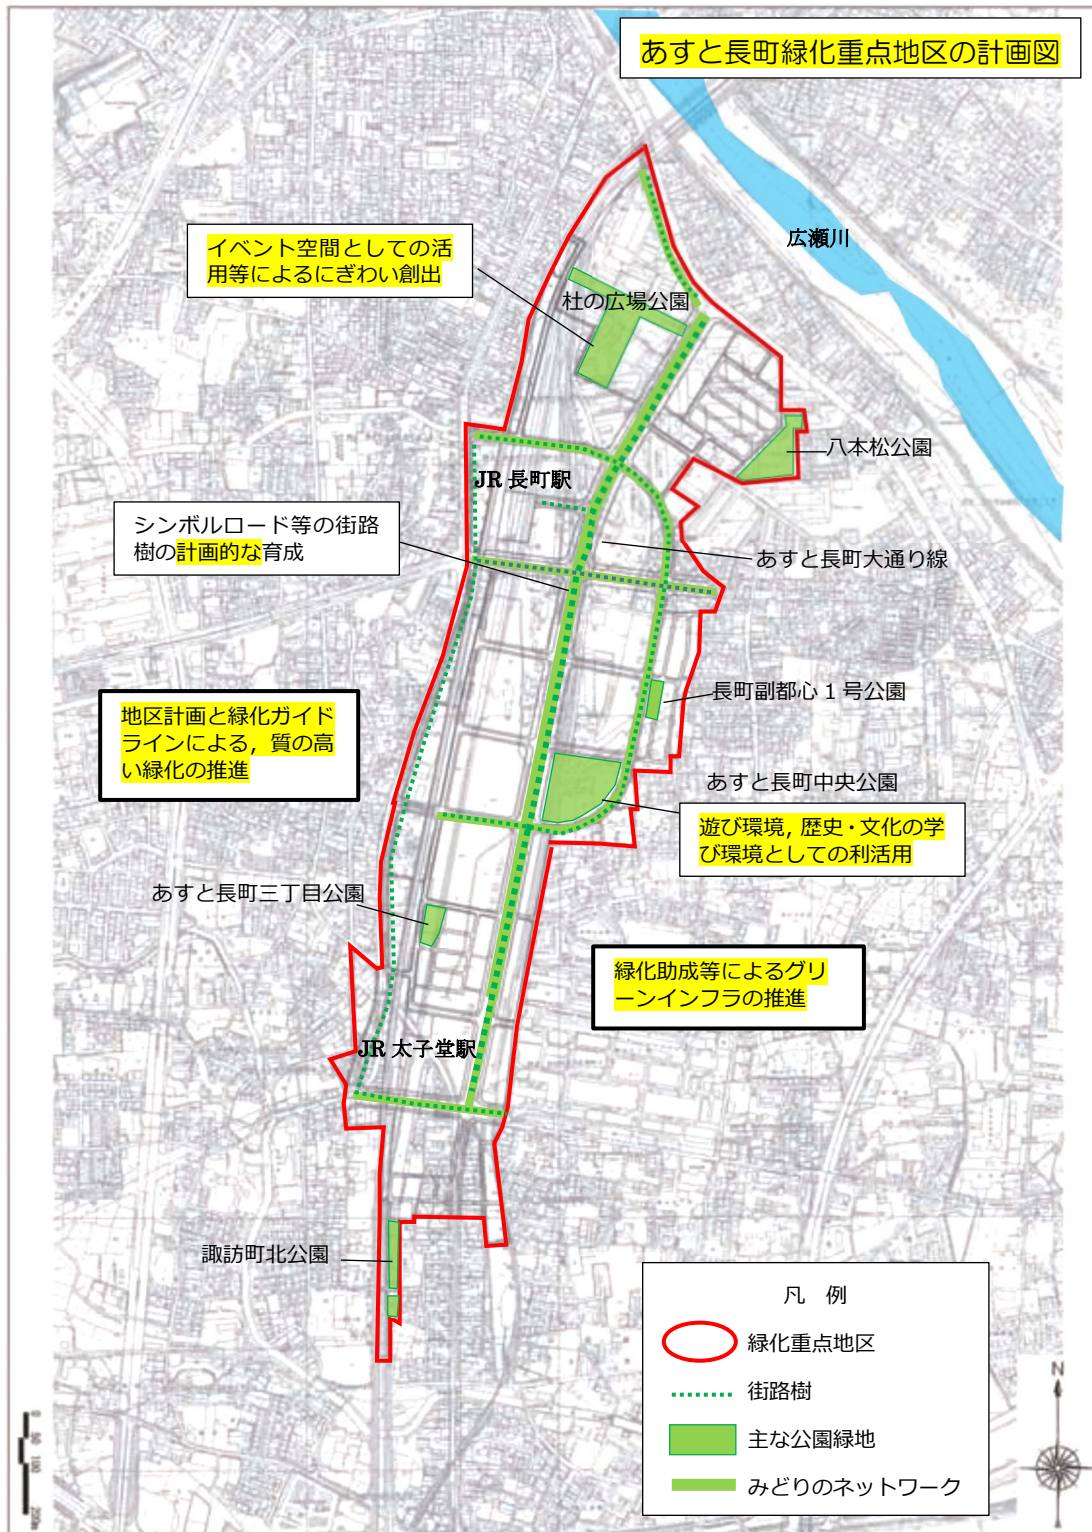 あすと長町緑化重点地区の計画図
広瀬川
イベント空間としての活
用等によるにぎわい創出
杜の広場公園
八本松公園
JR 長町駅
シンボルロード等の街路
樹の計画的な育成
あすと長町大通り線
長町副都心 1 号公園
地区計画と緑化ガイド
ラインによる，質の高
い緑化の推進
あすと長町中央公園
遊び環境，歴史・文化の学
び環境としての利活用
あすと長町三丁目公園
緑化助成等によるグリ
ーンインフラの推進
JR 太子堂駅
諏訪町北公園
凡 例
緑化重点地区
街路樹
主な公園緑地
みどりのネットワーク
N
0 50 100 200m